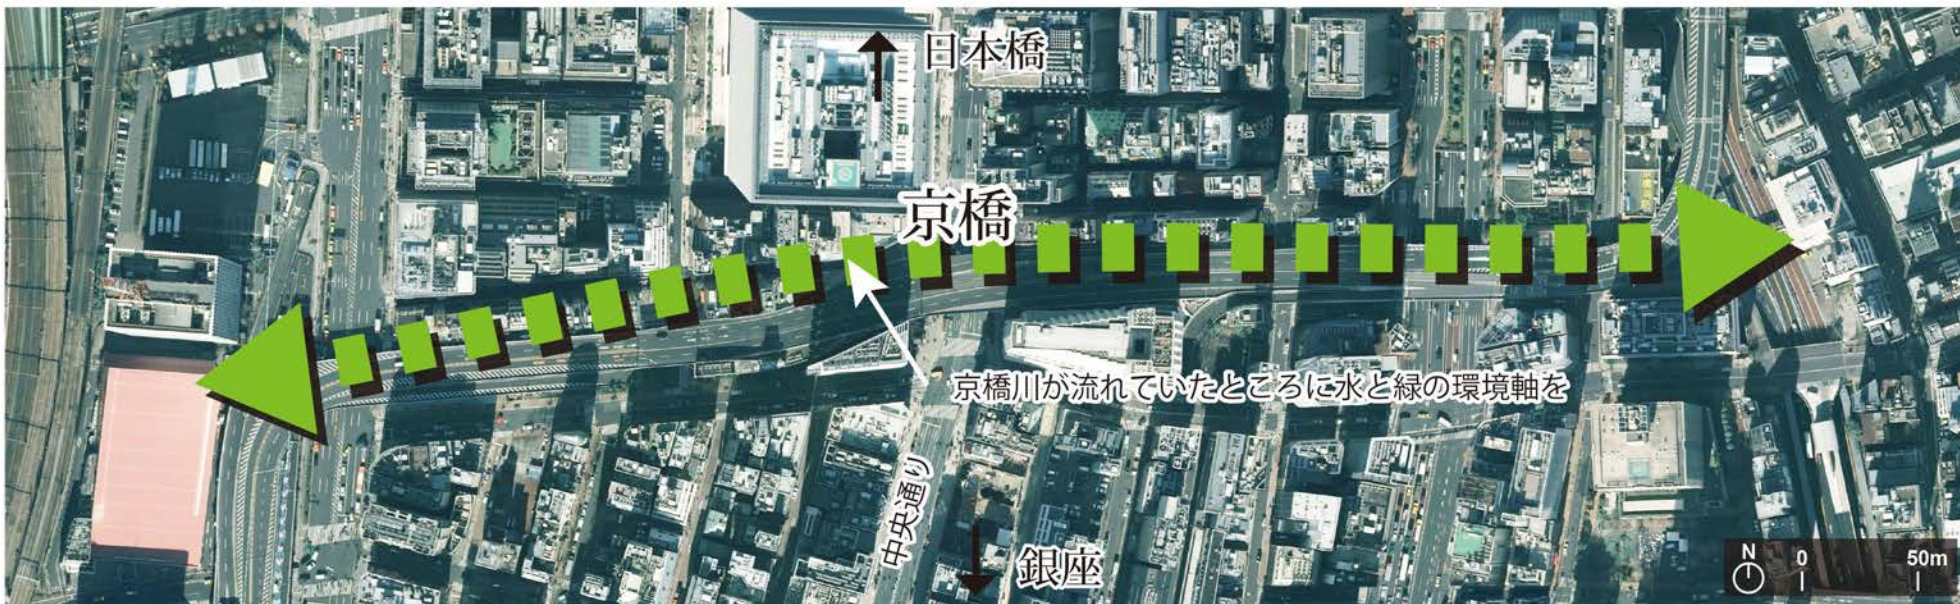 日本橋
京橋
京橋川が流れていたところに水と緑の環境軸を
中央通り
銀座
N
0 50m